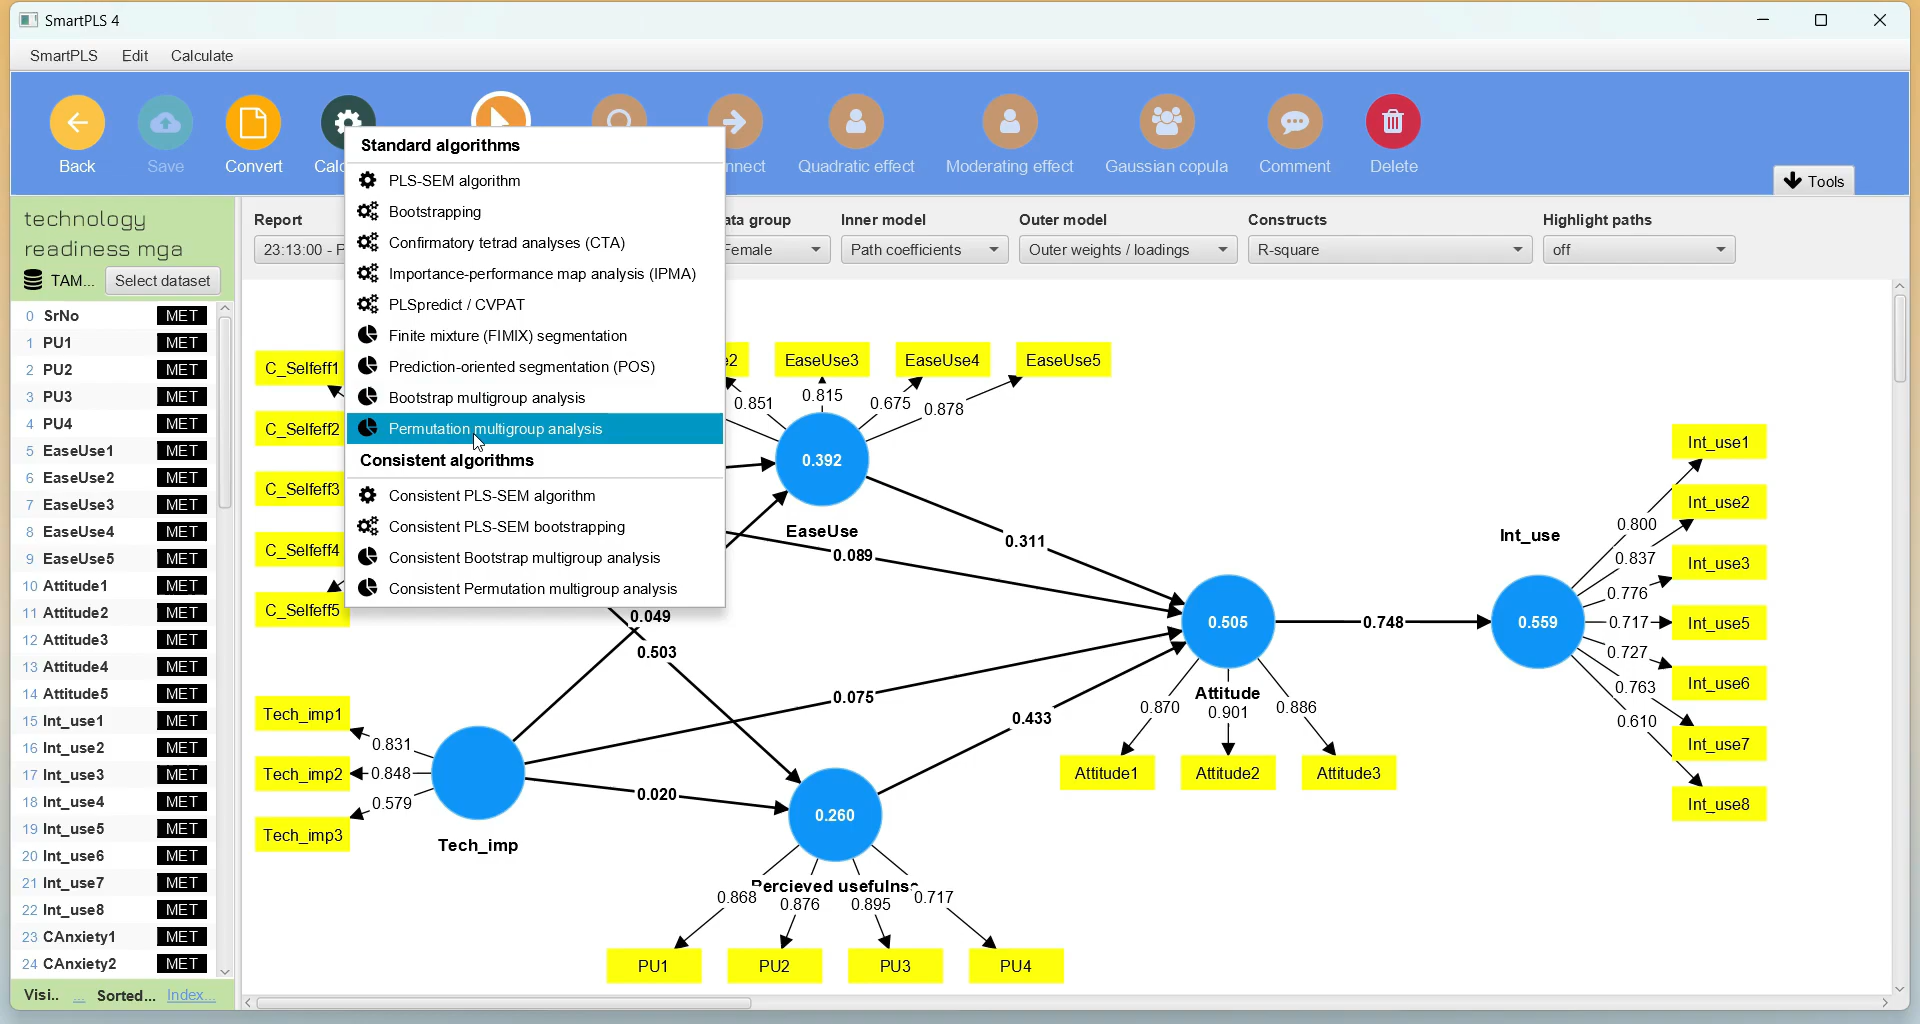 SmartPLS 4
SmartPLS Edit Calculate
Back
Save
Convert
Calc
nnect
Quadratic effect
Moderating effect
Gaussian copula
Comment
Delete
Tools
Standard algorithms
PLS-SEM algorithm
Bootstrapping
Confirmatory tetrad analyses (CTA)
Importance-performance map analysis (IPMA)
PLSpredict / CVPAT
Finite mixture (FIMIX) segmentation
Prediction-oriented segmentation (POS)
Bootstrap multigroup analysis
Permutation multigroup analysis
Consistent algorithms
Consistent PLS-SEM algorithm
Consistent PLS-SEM bootstrapping
Consistent Bootstrap multigroup analysis
Consistent Permutation multigroup analysis
technology
readiness mga
TAM... Select dataset
0 SrNo MET
1 PU1 MET
2 PU2 MET
3 PU3 MET
4 PU4 MET
5 EaseUse1 MET
6 EaseUse2 MET
7 EaseUse3 MET
8 EaseUse4 MET
9 EaseUse5 MET
10 Attitude1 MET
11 Attitude2 MET
12 Attitude3 MET
13 Attitude4 MET
14 Attitude5 MET
15 Int_use1 MET
16 Int_use2 MET
17 Int_use3 MET
18 Int_use4 MET
19 Int_use5 MET
20 Int_use6 MET
21 Int_use7 MET
22 Int_use8 MET
23 CAnxiety1 MET
24 CAnxiety2 MET
Visi.. ... Sorted... Index...
Report
23:13:00 - P
ata group
Female
Inner model
Path coefficients
Outer model
Outer weights / loadings
Constructs
R-square
Highlight paths
off
C_Selfeff1
C_Selfeff2
C_Selfeff3
C_Selfeff4
C_Selfeff5
e2
EaseUse3
EaseUse4
EaseUse5
0.851
0.815
0.675
0.878
0.392
EaseUse
0.311
0.089
0.049
0.503
0.075
0.433
0.020
Tech_imp1
Tech_imp2
Tech_imp3
0.831
0.848
0.579
Tech_imp
0.260
Percieved usefulnse
0.868
0.876
0.895
0.717
PU1
PU2
PU3
PU4
0.505
Attitude
0.870
0.901
0.886
Attitude1
Attitude2
Attitude3
0.748
Int_use
0.559
0.800
0.837
0.776
0.717
0.727
0.763
0.610
Int_use1
Int_use2
Int_use3
Int_use5
Int_use6
Int_use7
Int_use8